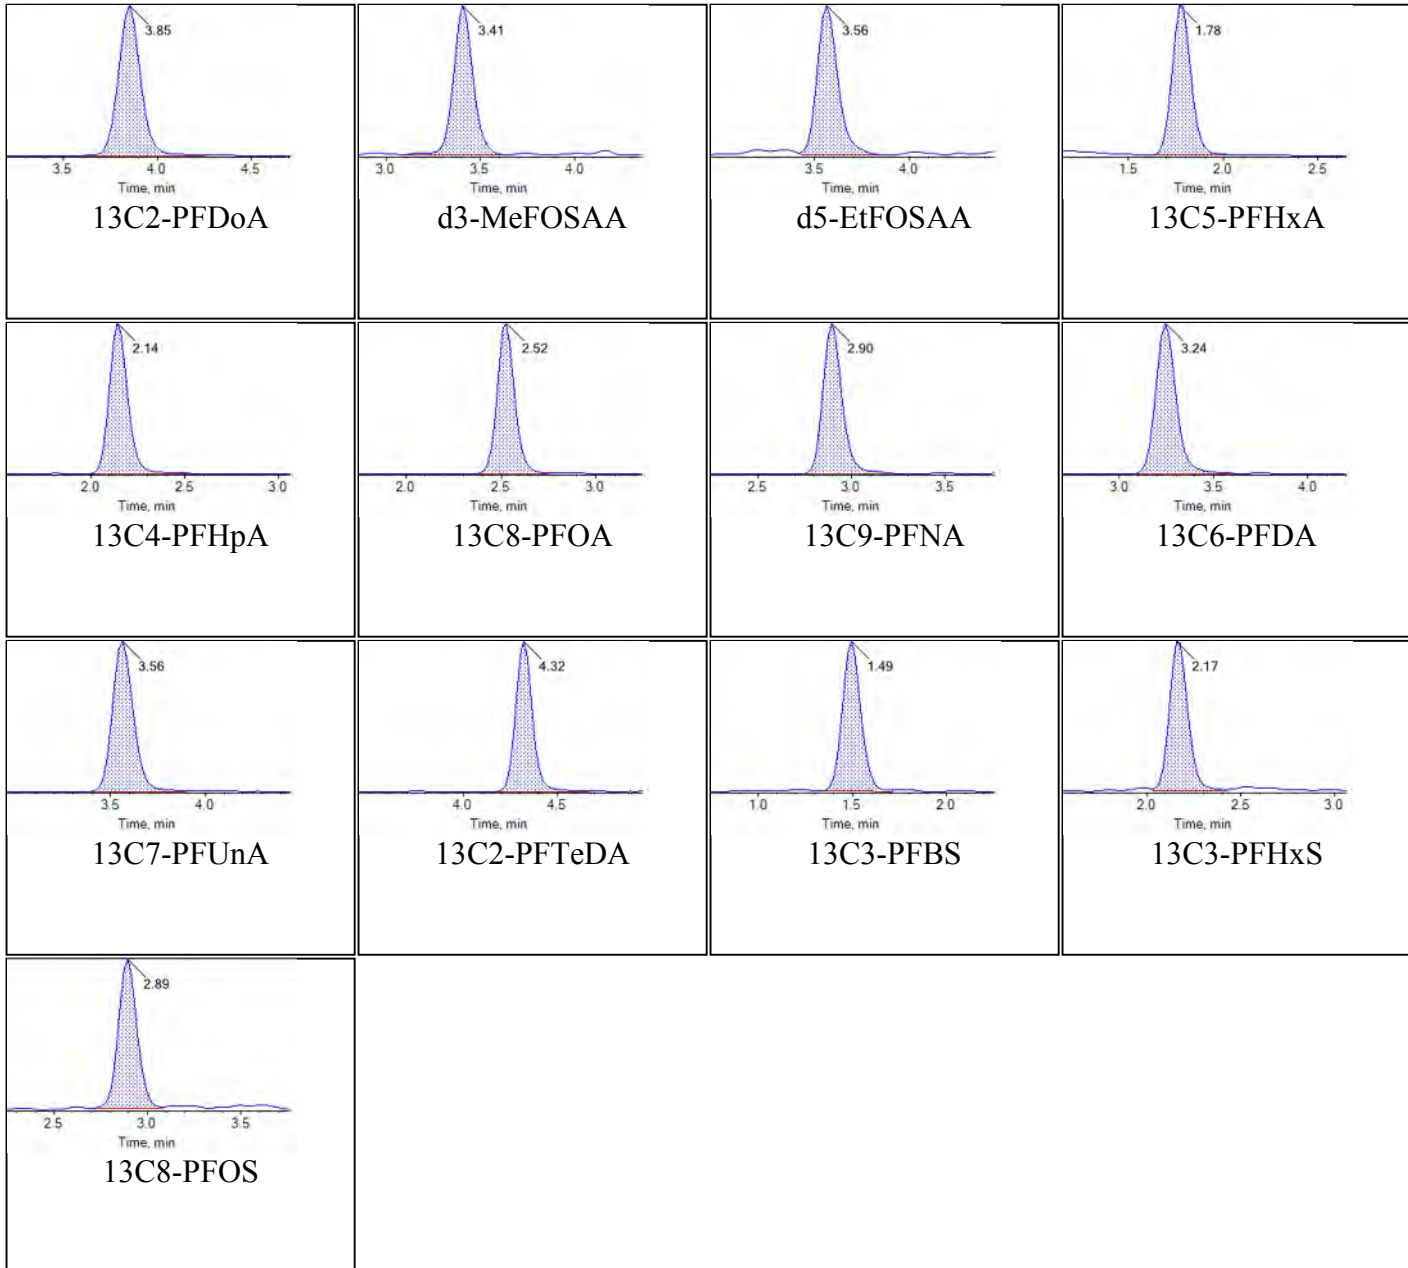 3.85
3.5 4.0 4.5
Time, min
13C2-PFDoA
3.41
3.0 3.5 4.0
Time, min
d3-MeFOSAA
3.56
3.5 4.0
Time, min
d5-EtFOSAA
1.78
1.5 2.0 2.5
Time, min
13C5-PFHxA
2.14
2.0 2.5 3.0
Time, min
13C4-PFHpA
2.52
2.0 2.5 3.0
Time, min
13C8-PFOA
2.90
2.5 3.0 3.5
Time, min
13C9-PFNA
3.24
3.0 3.5 4.0
Time, min
13C6-PFDA
3.56
3.5 4.0
Time, min
13C7-PFUnA
4.32
4.0 4.5
Time, min
13C2-PFTeDA
1.49
1.0 1.5 2.0
Time, min
13C3-PFBS
2.17
2.0 2.5 3.0
Time, min
13C3-PFHxS
2.89
2.5 3.0 3.5
Time, min
13C8-PFOS